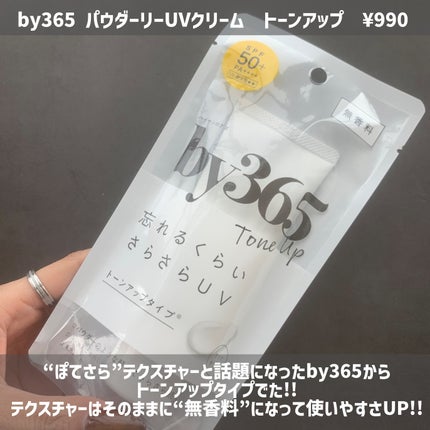 by365 パウダーリーUVクリーム トーンアップ ¥990
SPF
50+
PA++++
無香料
by365
Tone Up
忘れるくらい
さらさらUV
トーンアップタイプ※
“ぽてさら”テクスチャーと話題になったby365から
トーンアップタイプでた!!
テクスチャーはそのままに“無香料”になって使いやすさUP!!